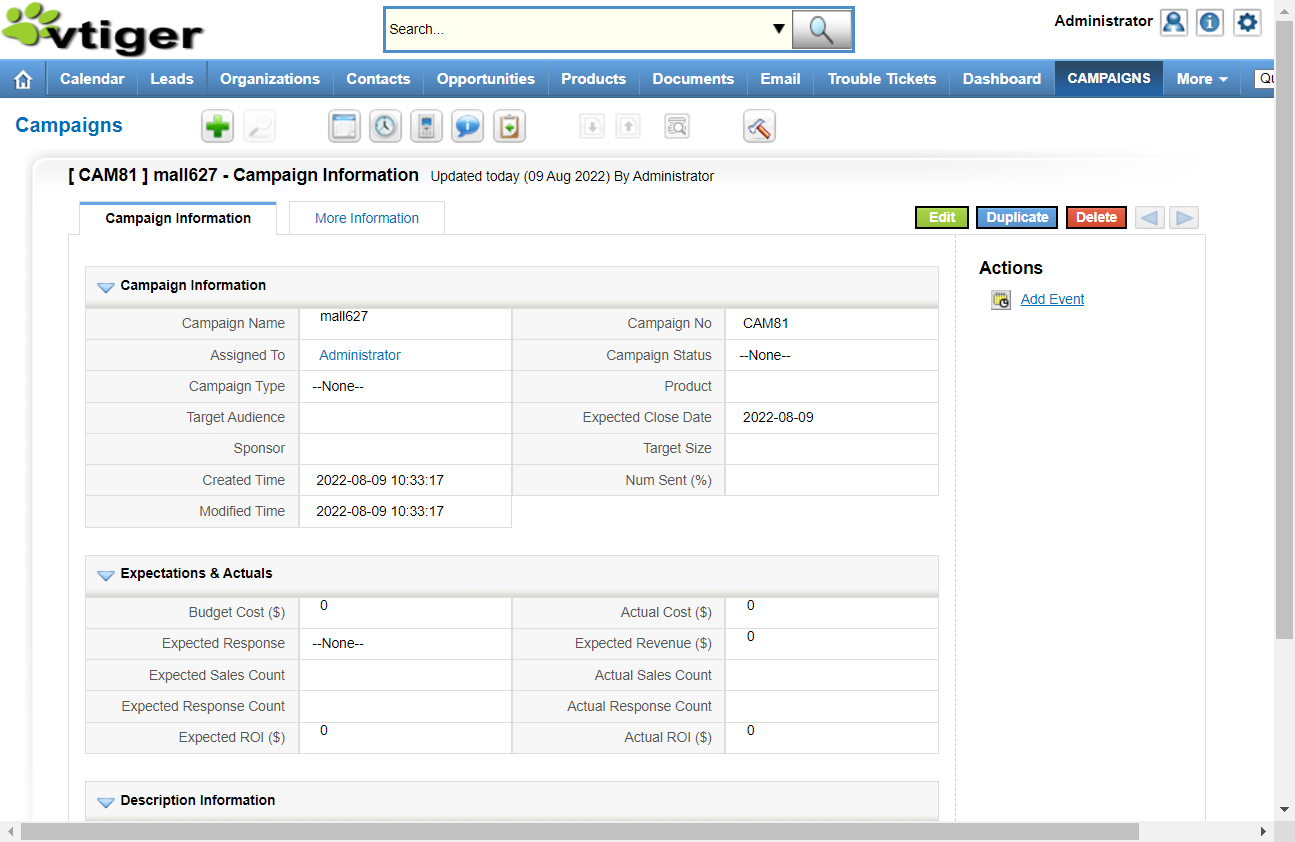 vtiger
Search...
Administrator
Calendar Leads Organizations Contacts Opportunities Products Documents Email Trouble Tickets Dashboard CAMPAIGNS More Qu
Campaigns
[ CAM81 ] mall627 - Campaign Information Updated today (09 Aug 2022) By Administrator
Campaign Information More Information Edit Duplicate Delete
Actions
Add Event
Campaign Information
Campaign Name mall627 Campaign No CAM81
Assigned To Administrator Campaign Status --None--
Campaign Type --None-- Product
Target Audience Expected Close Date 2022-08-09
Sponsor Target Size
Created Time 2022-08-09 10:33:17 Num Sent (%)
Modified Time 2022-08-09 10:33:17
Expectations & Actuals
Budget Cost ($) 0 Actual Cost ($) 0
Expected Response --None-- Expected Revenue ($) 0
Expected Sales Count Actual Sales Count
Expected Response Count Actual Response Count
Expected ROI ($) 0 Actual ROI ($) 0
Description Information